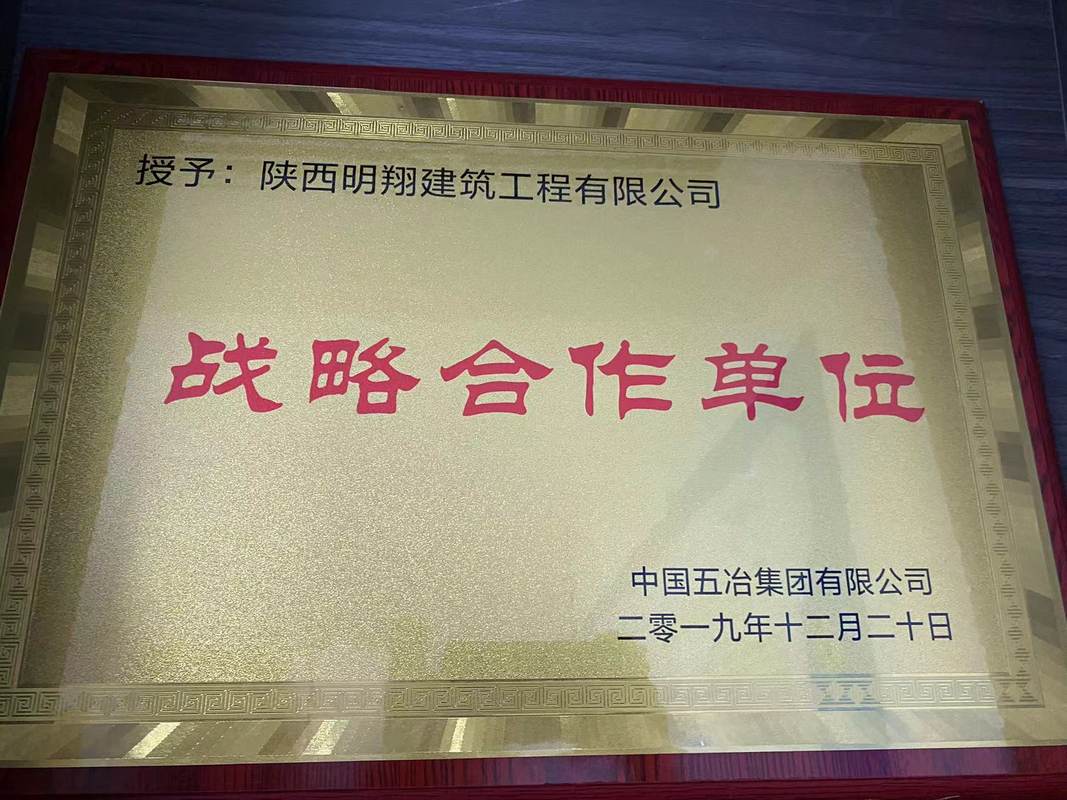 授予：陕西明翔建筑工程有限公司
战略合作单位
中国五冶集团有限公司
二零一九年十二月二十日